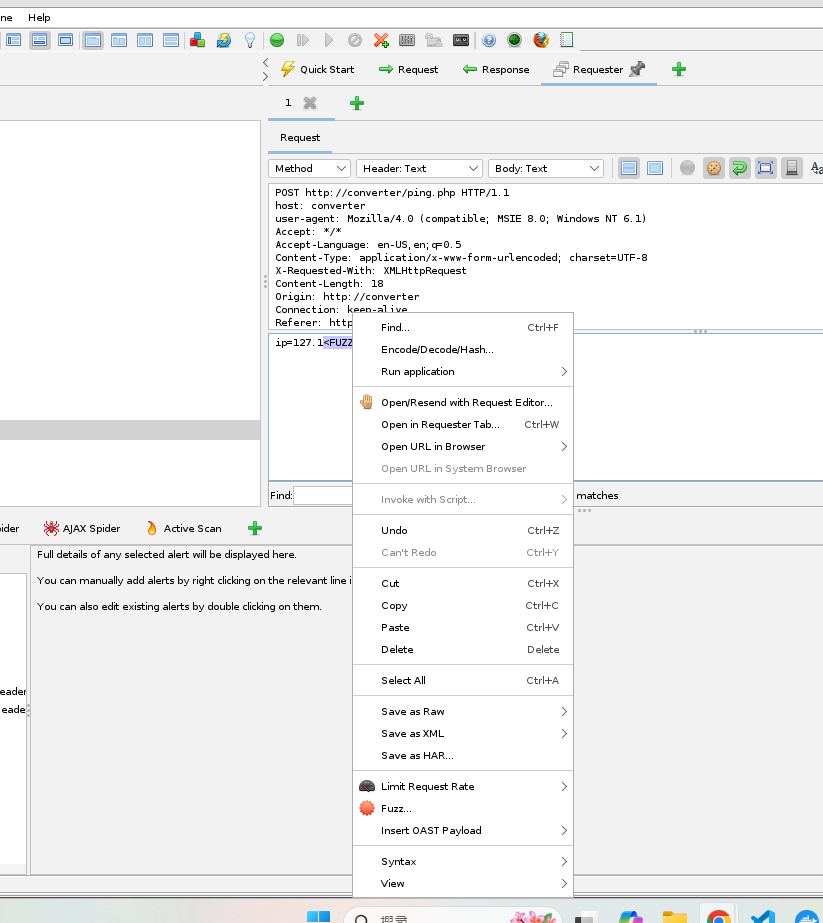 ne Help
Quick Start Request Response Requester
1
Request
Method Header: Text Body: Text
POST http://converter/ping.php HTTP/1.1
host: converter
user-agent: Mozilla/4.0 (compatible; MSIE 8.0; Windows NT 6.1)
Accept: */*
Accept-Language: en-US,en;q=0.5
Content-Type: application/x-www-form-urlencoded; charset=UTF-8
X-Requested-With: XMLHttpRequest
Content-Length: 18
Origin: http://converter
Connection: keep-alive
Referer: http
ip=127.1<FUZZ
Find... Ctrl+F
Encode/Decode/Hash...
Run application
Open/Resend with Request Editor...
Open in Requester Tab... Ctrl+W
Open URL in Browser
Open URL in System Browser
Invoke with Script...
Find: matches
Undo Ctrl+Z
Can't Redo Ctrl+Y
Cut Ctrl+X
Copy Ctrl+C
Paste Ctrl+V
Delete Delete
Select All Ctrl+A
Save as Raw
Save as XML
Save as HAR...
Limit Request Rate
Fuzz...
Insert OAST Payload
Syntax
View
ider AJAX Spider Active Scan
Full details of any selected alert will be displayed here.
You can manually add alerts by right clicking on the relevant line i
You can also edit existing alerts by double clicking on them.
eader
eade
搜尋